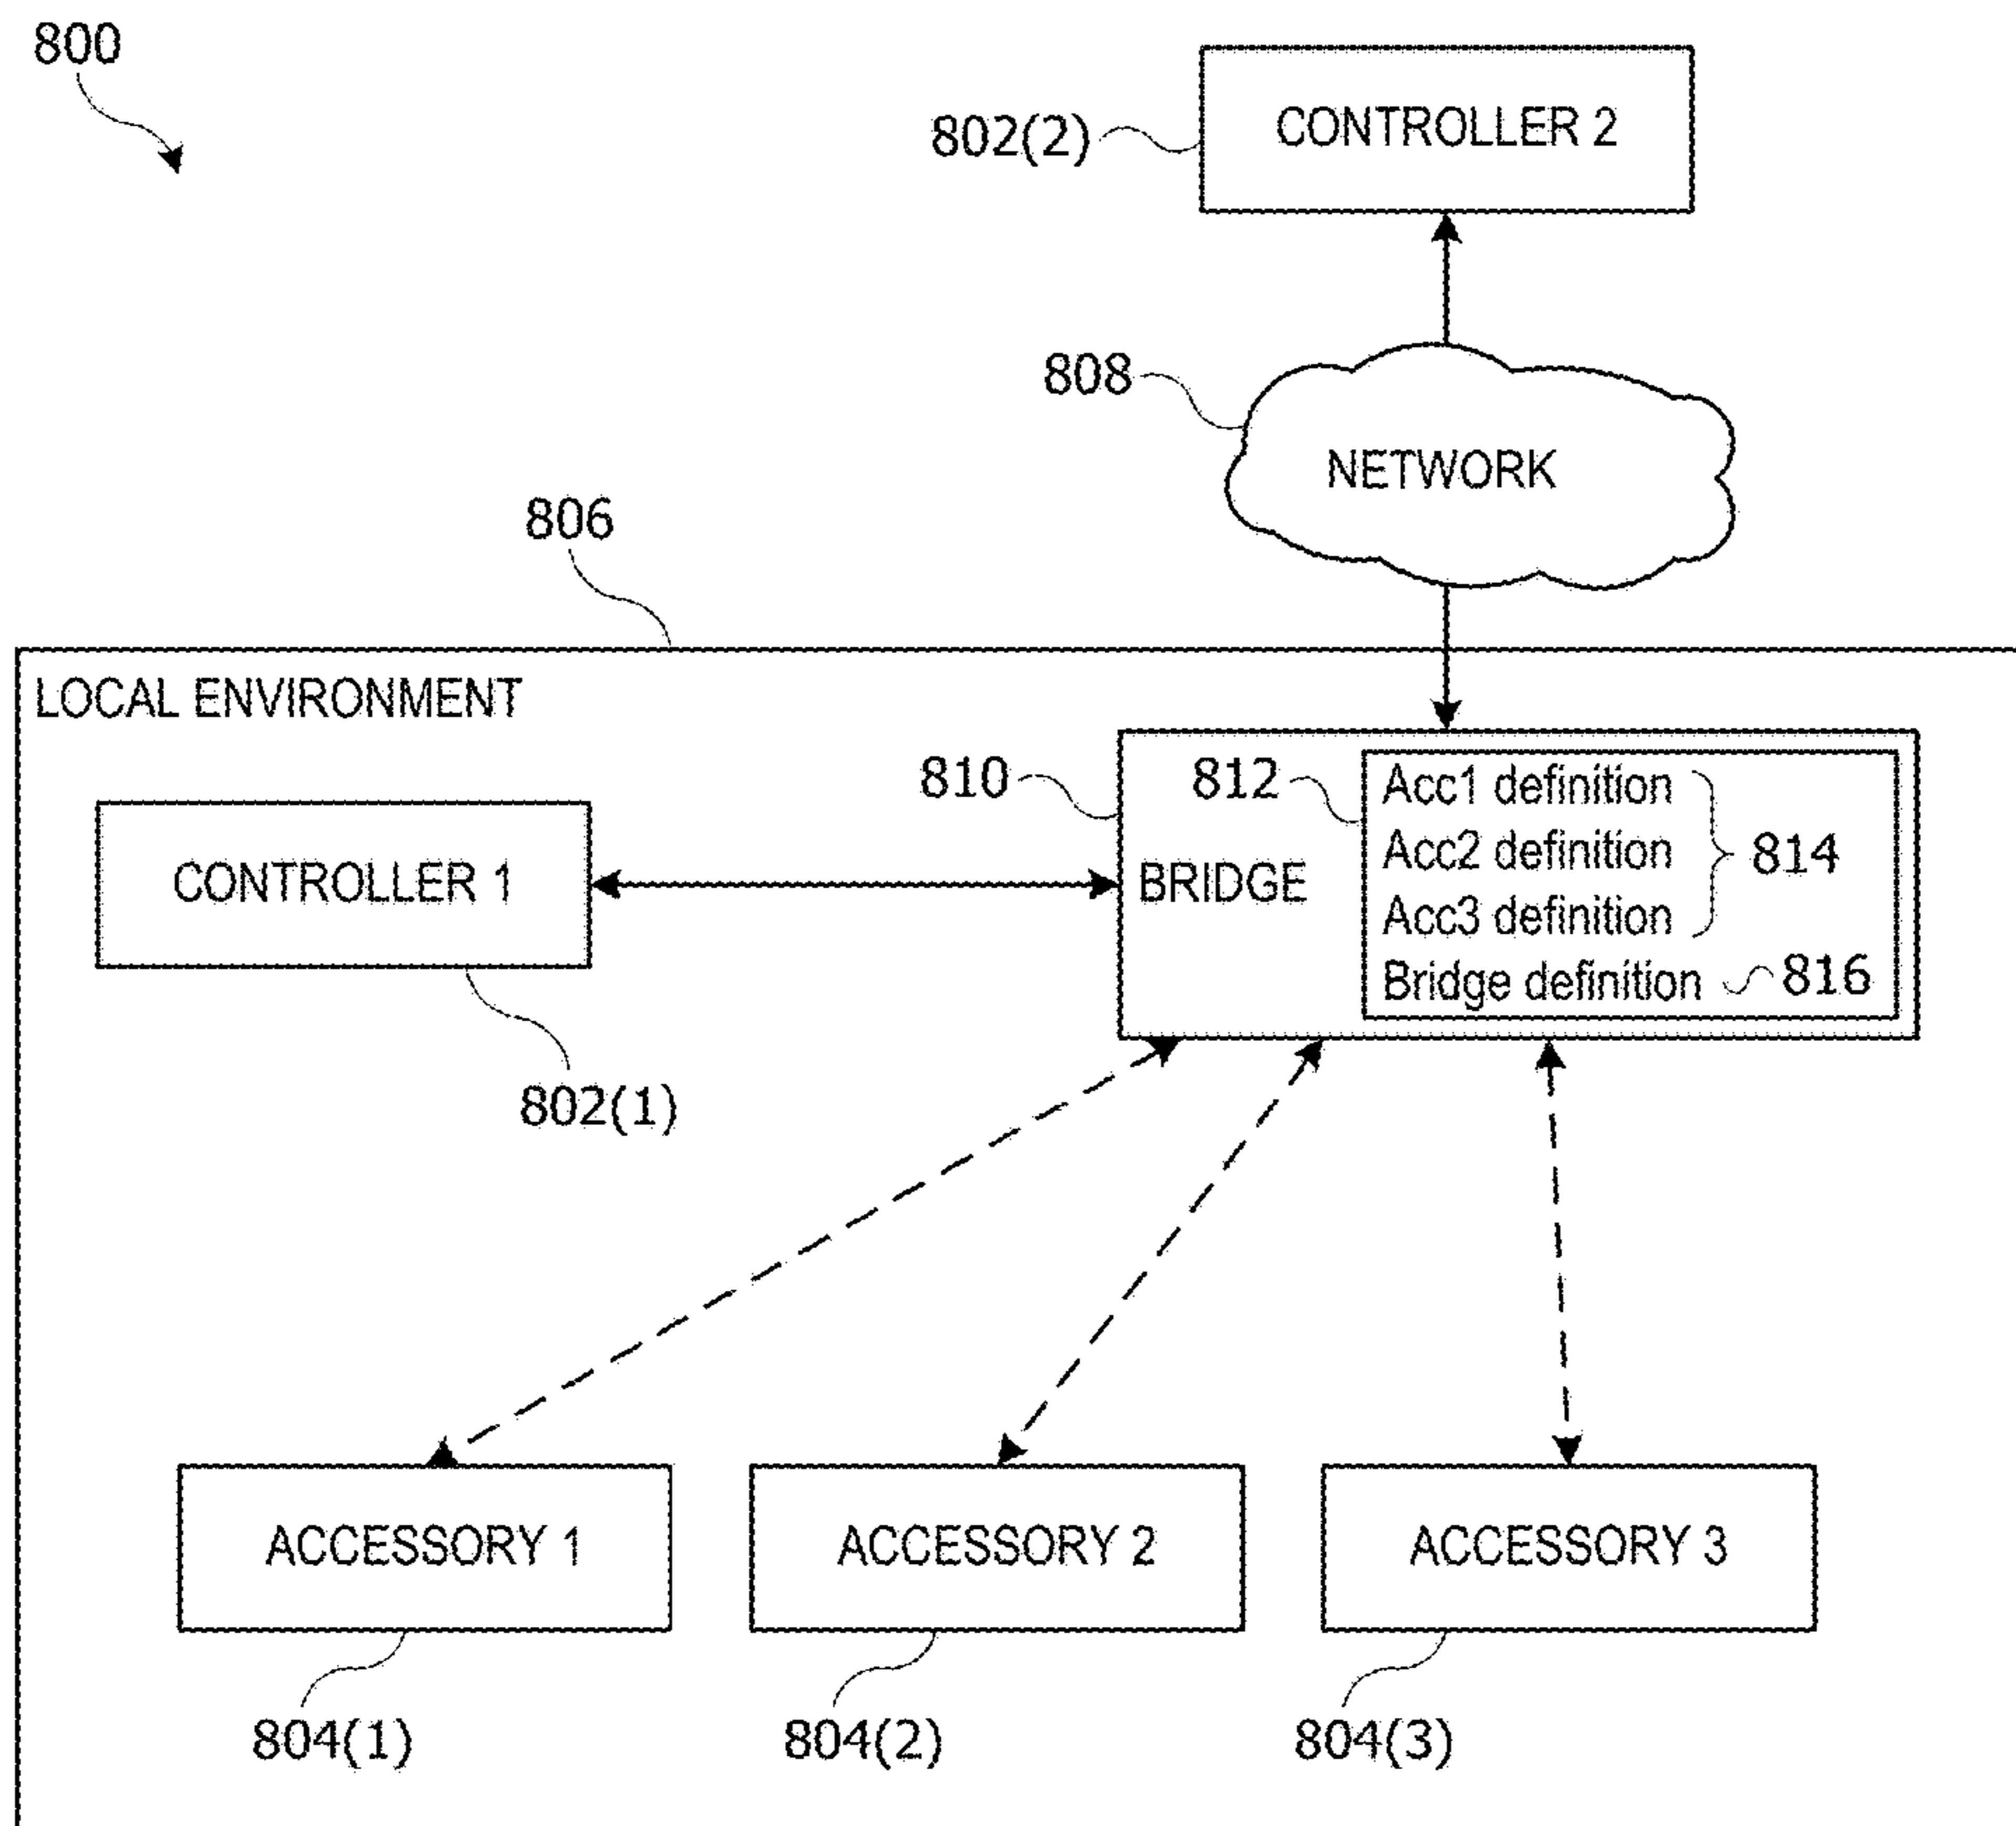 800
CONTROLLER 2
802(2)
808
NETWORK
806
LOCAL ENVIRONMENT
810
812
Acc1 definition
Acc2 definition
Acc3 definition
814
BRIDGE
Bridge definition
816
CONTROLLER 1
802(1)
ACCESSORY 1
ACCESSORY 2
ACCESSORY 3
804(1)
804(2)
804(3)